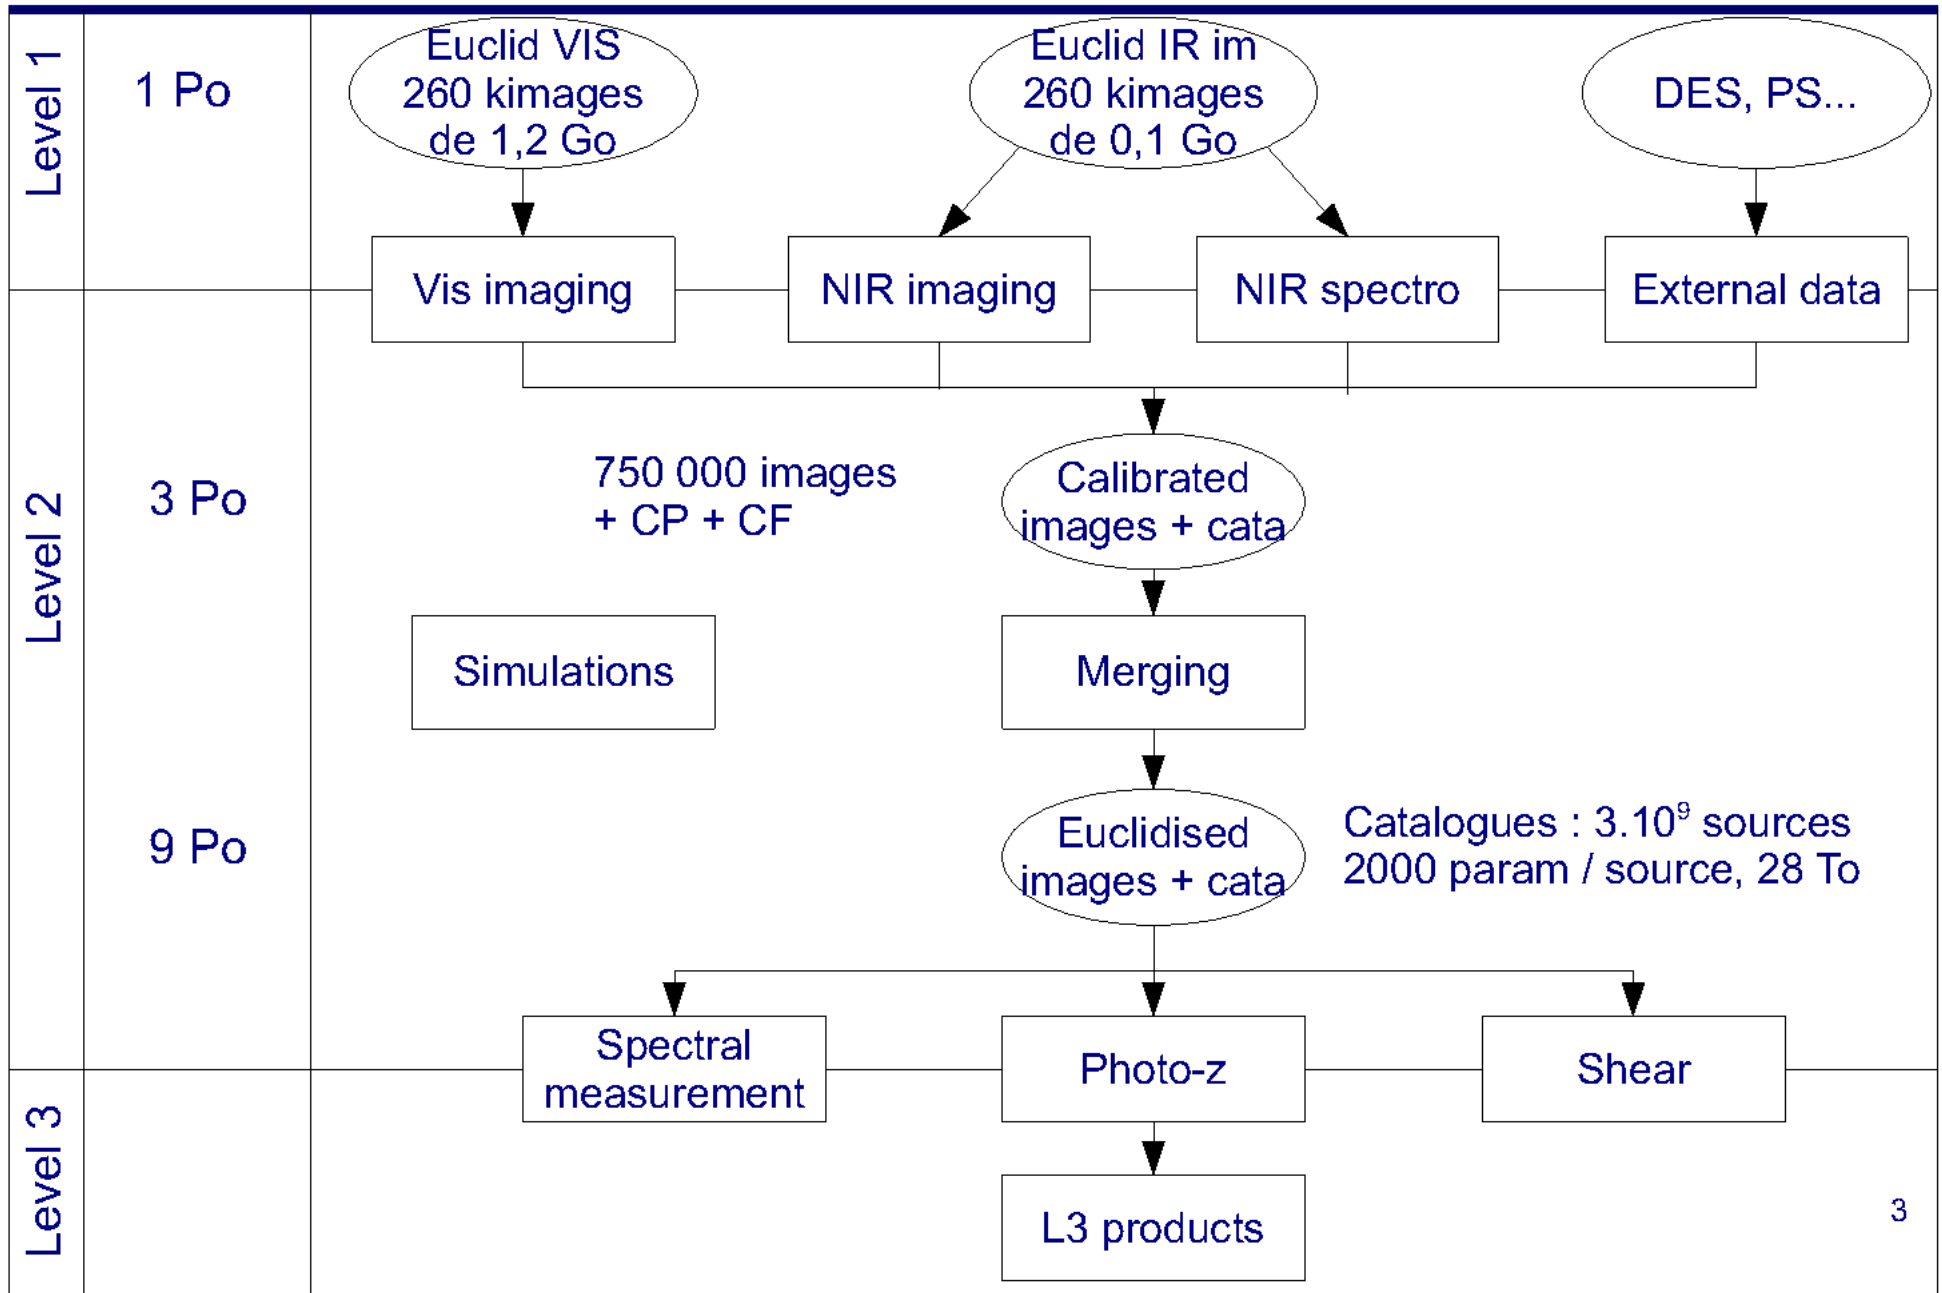 Level 1
1 Po
Euclid VIS
260 kimages
de 1,2 Go
Euclid IR im
260 kimages
de 0,1 Go
DES, PS...
Vis imaging
NIR imaging
NIR spectro
External data
Level 2
3 Po
750 000 images
+ CP + CF
Calibrated
images + cata
Simulations
Merging
9 Po
Euclidised
images + cata
Catalogues : 3.10⁹ sources
2000 param / source, 28 To
Spectral
measurement
Photo-z
Shear
Level 3
L3 products
3